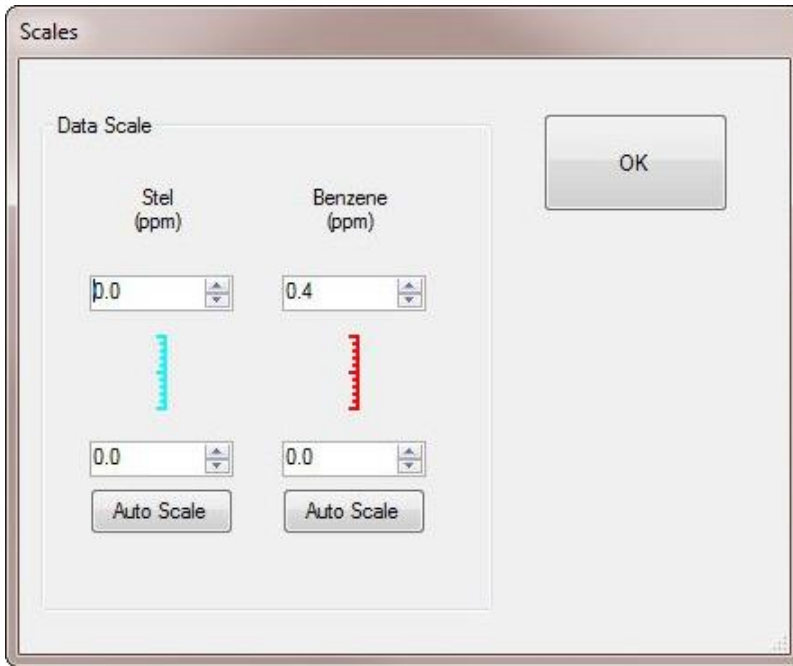 Scales
Data Scale
OK
Stel
(ppm)
Benzene
(ppm)
0.0
0.4
0.0
0.0
Auto Scale
Auto Scale